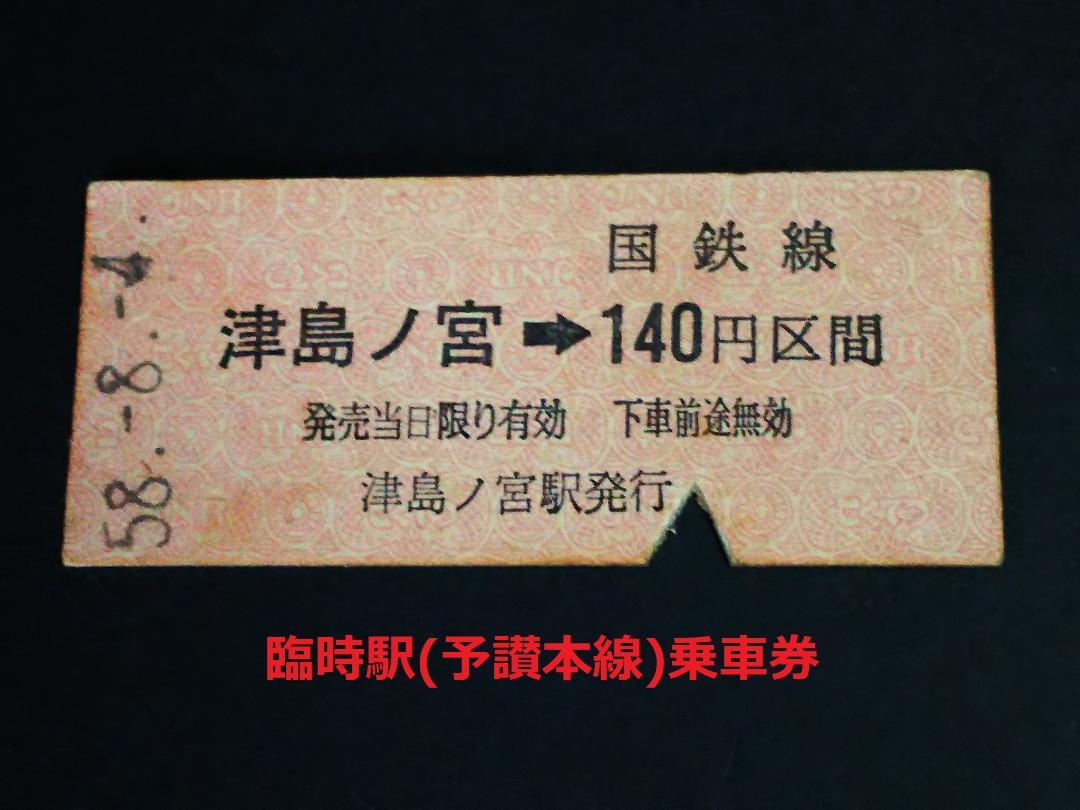 国鉄線
津島ノ宮➡140円区間
発売当日限り有効 下車前途無効
津島ノ宮駅発行
58.-8.-4.
臨時駅(予讃本線)乗車券